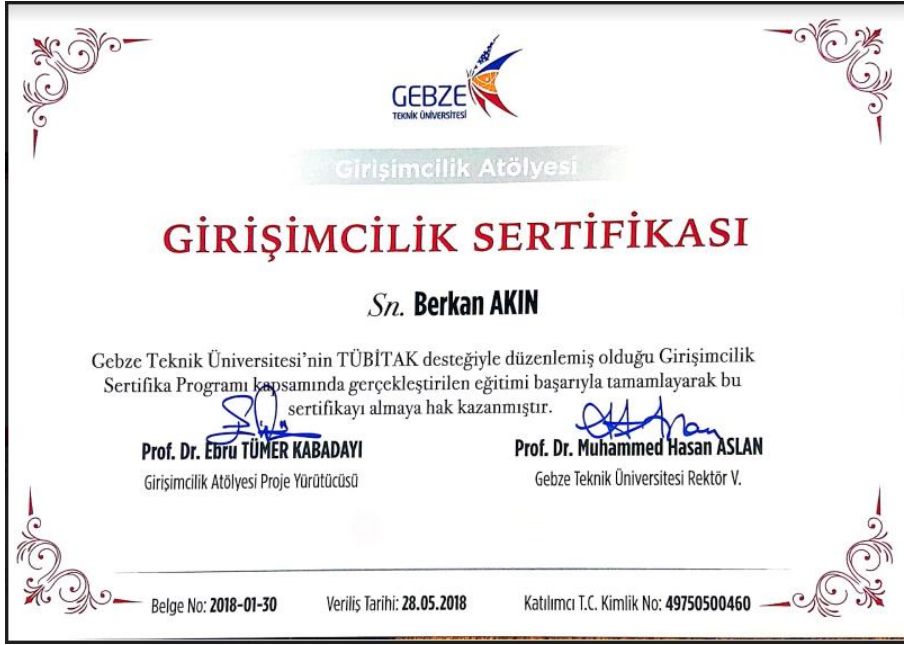 GEBZE
TEKNİK ÜNİVERSİTESİ
Girişimcilik Atölyesi
GİRİŞİMCİLİK SERTİFİKASI
Sn. Berkan AKIN
Gebze Teknik Üniversitesi'nin TÜBİTAK desteğiyle düzenlemiş olduğu Girişimcilik
Sertifika Programı kapsamında gerçekleştirilen eğitimi başarıyla tamamlayarak bu
sertifikayı almaya hak kazanmıştır.
Prof. Dr. Ebru TÜMER KABADAYI
Girişimcilik Atölyesi Proje Yürütücüsü
Prof. Dr. Muhammed Hasan ASLAN
Gebze Teknik Üniversitesi Rektör V.
Belge No: 2018-01-30 Veriliş Tarihi: 28.05.2018 Katılımcı T.C. Kimlik No: 49750500460